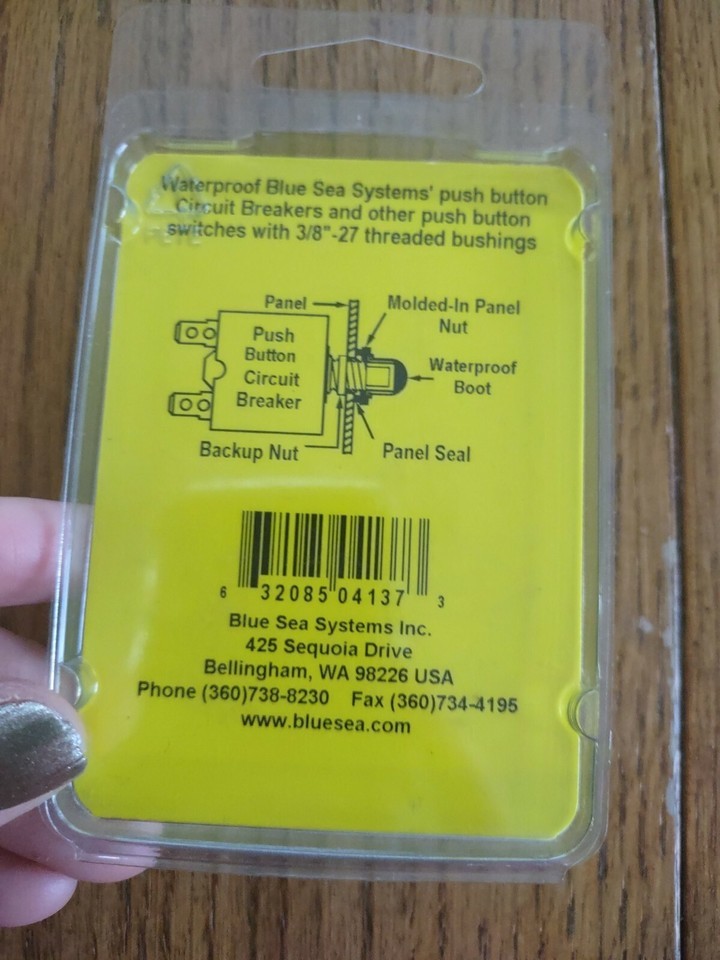 Waterproof Blue Sea Systems' push button
Circuit Breakers and other push button
switches with 3/8"-27 threaded bushings
Panel
Molded-In Panel
Nut
Push
Button
Circuit
Breaker
Waterproof
Boot
Backup Nut
Panel Seal
6 32085 04137 3
Blue Sea Systems Inc.
425 Sequoia Drive
Bellingham, WA 98226 USA
Phone (360)738-8230 Fax (360)734-4195
www.bluesea.com